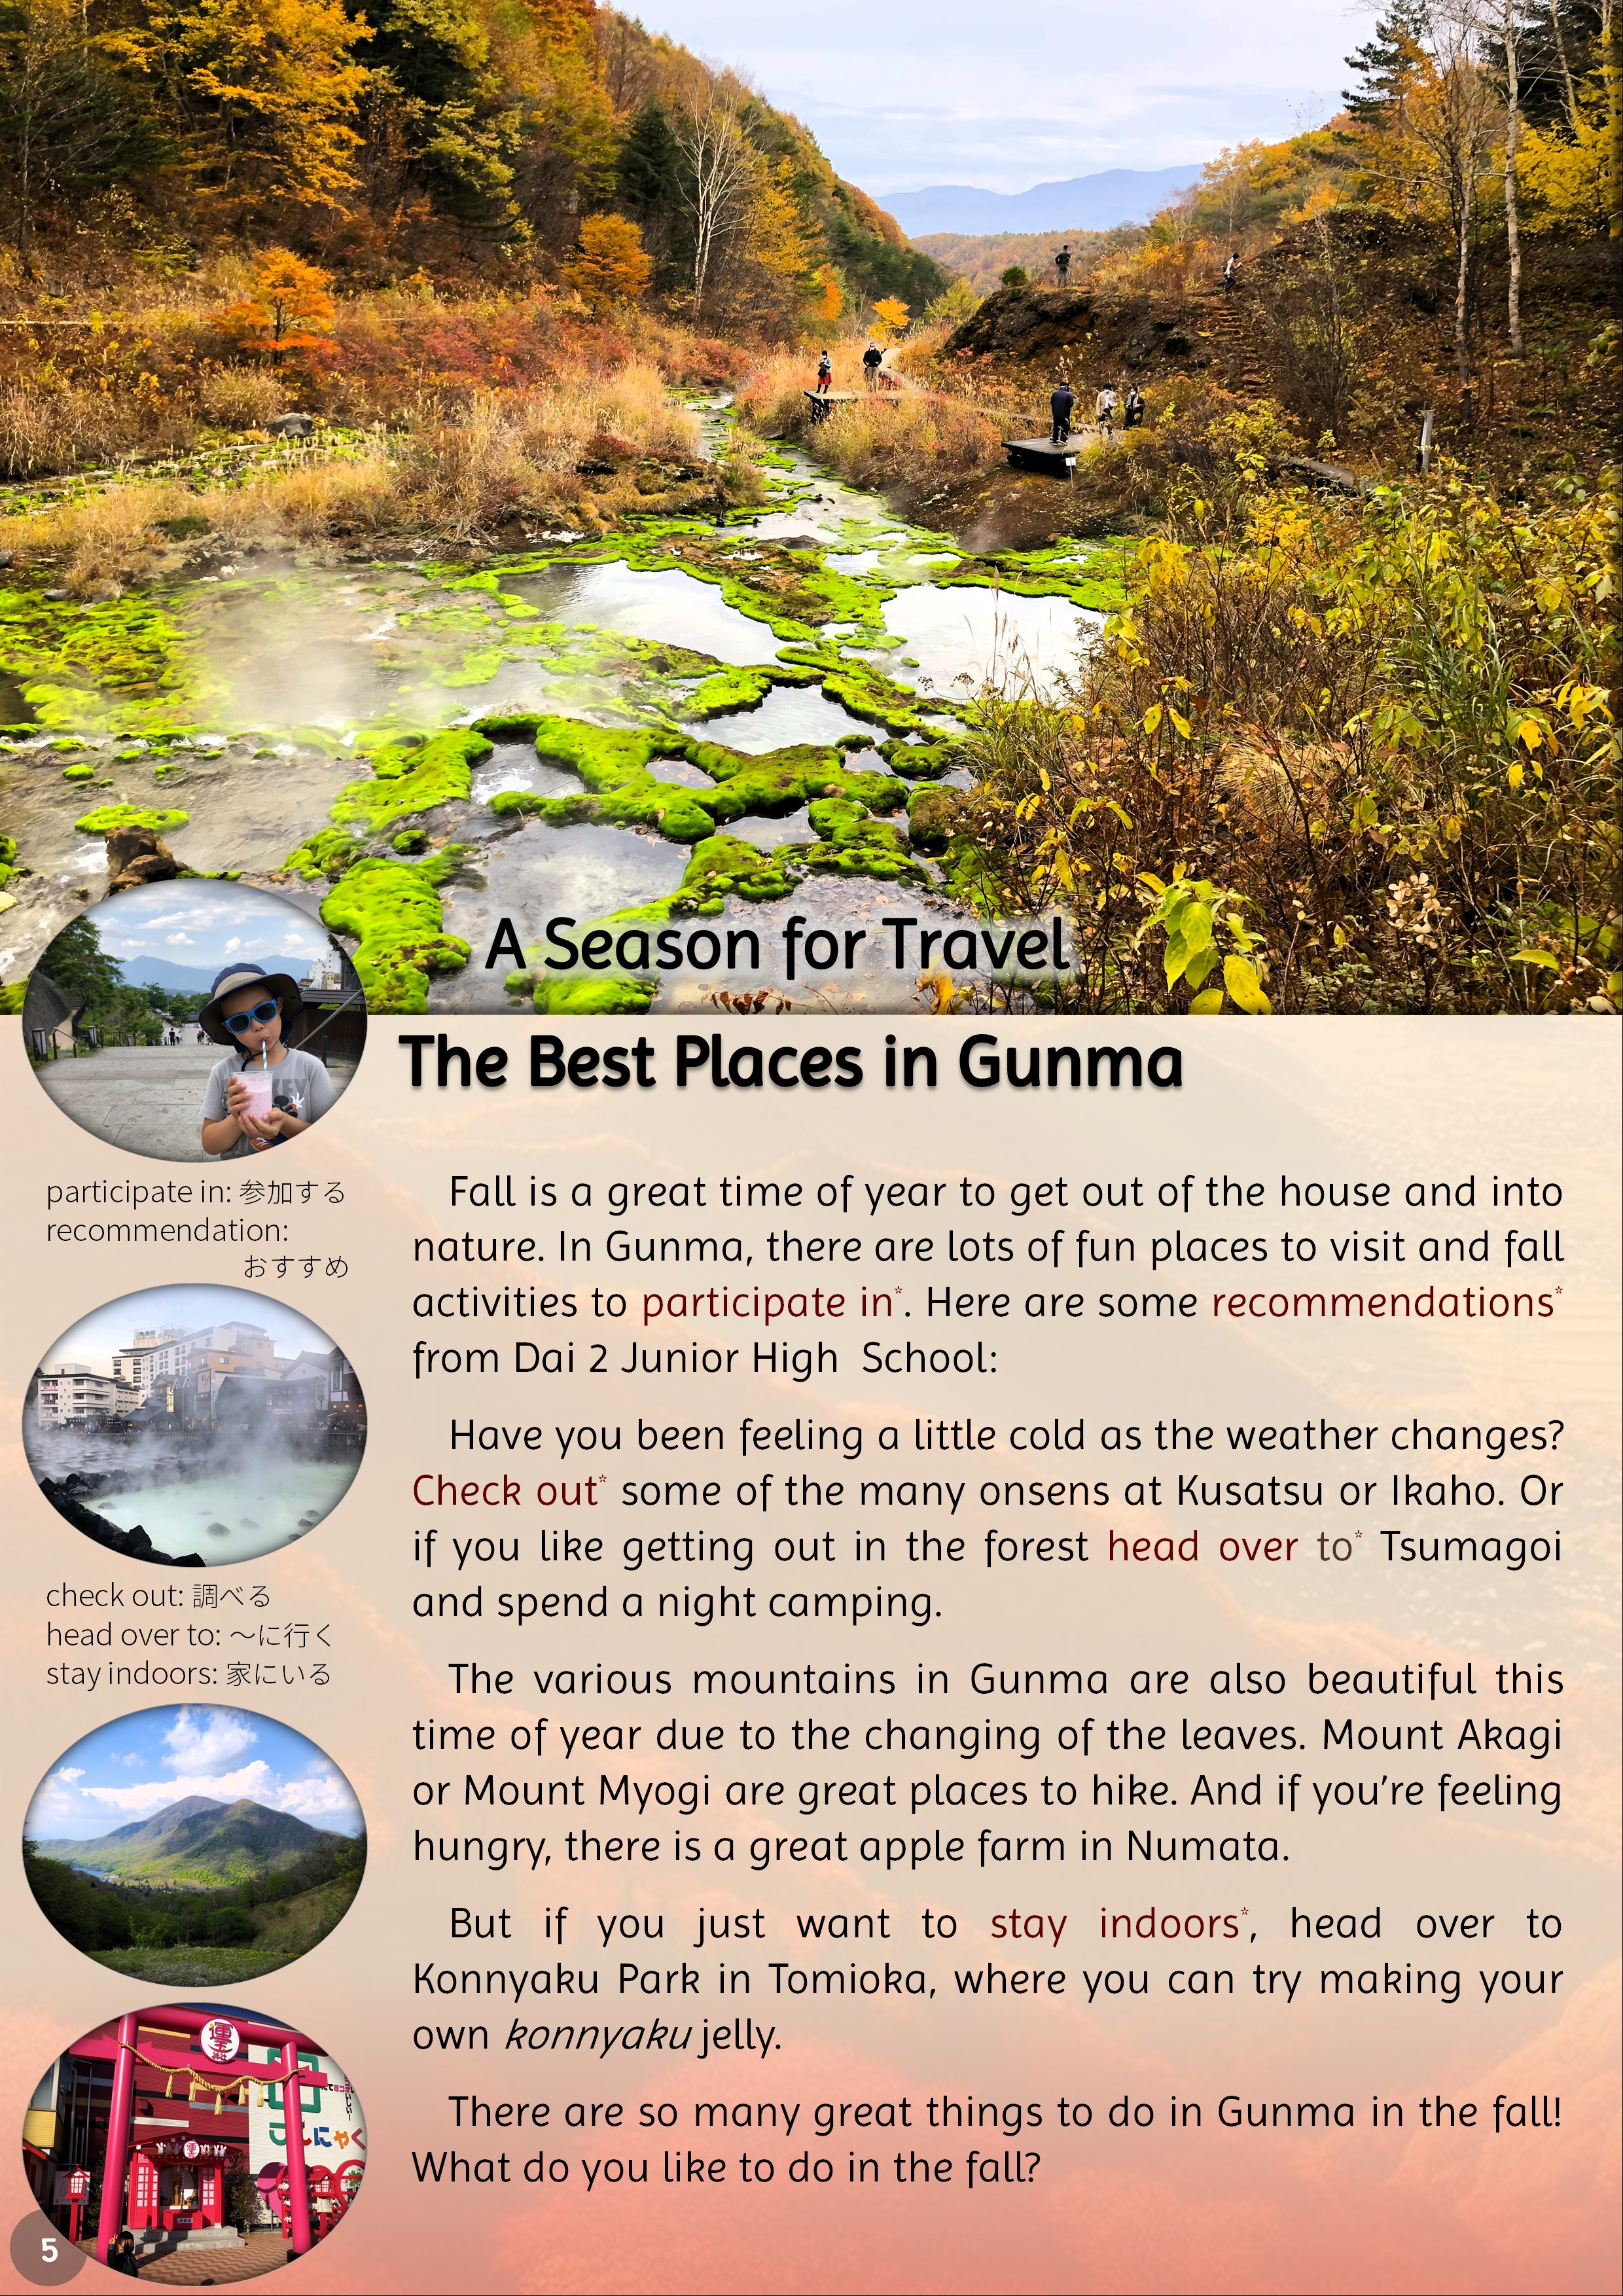 A Season for Travel
The Best Places in Gunma
participate in: 参加する
recommendation:
おすすめ
check out: 調べる
head over to: ～に行く
stay indoors: 家にいる
Fall is a great time of year to get out of the house and into
nature. In Gunma, there are lots of fun places to visit and fall
activities to participate in*. Here are some recommendations*
from Dai 2 Junior High School:
Have you been feeling a little cold as the weather changes?
Check out* some of the many onsens at Kusatsu or Ikaho. Or
if you like getting out in the forest head over to* Tsumagoi
and spend a night camping.
The various mountains in Gunma are also beautiful this
time of year due to the changing of the leaves. Mount Akagi
or Mount Myogi are great places to hike. And if you’re feeling
hungry, there is a great apple farm in Numata.
But if you just want to stay indoors*, head over to
Konnyaku Park in Tomioka, where you can try making your
own konnyaku jelly.
There are so many great things to do in Gunma in the fall!
What do you like to do in the fall?
運玉
神社
運
こんにゃく
5